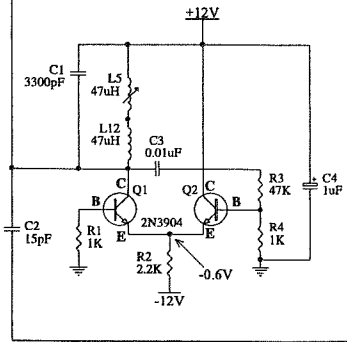 +12V
C1
3300pF
L5
47uH
L12
47uH
C3
0.01uF
R3
47K
+
C4
1uF
C
Q1
Q2
C
B
B
2N3904
E
E
C2
15pF
R1
1K
R4
1K
R2
2.2K
-0.6V
-12V